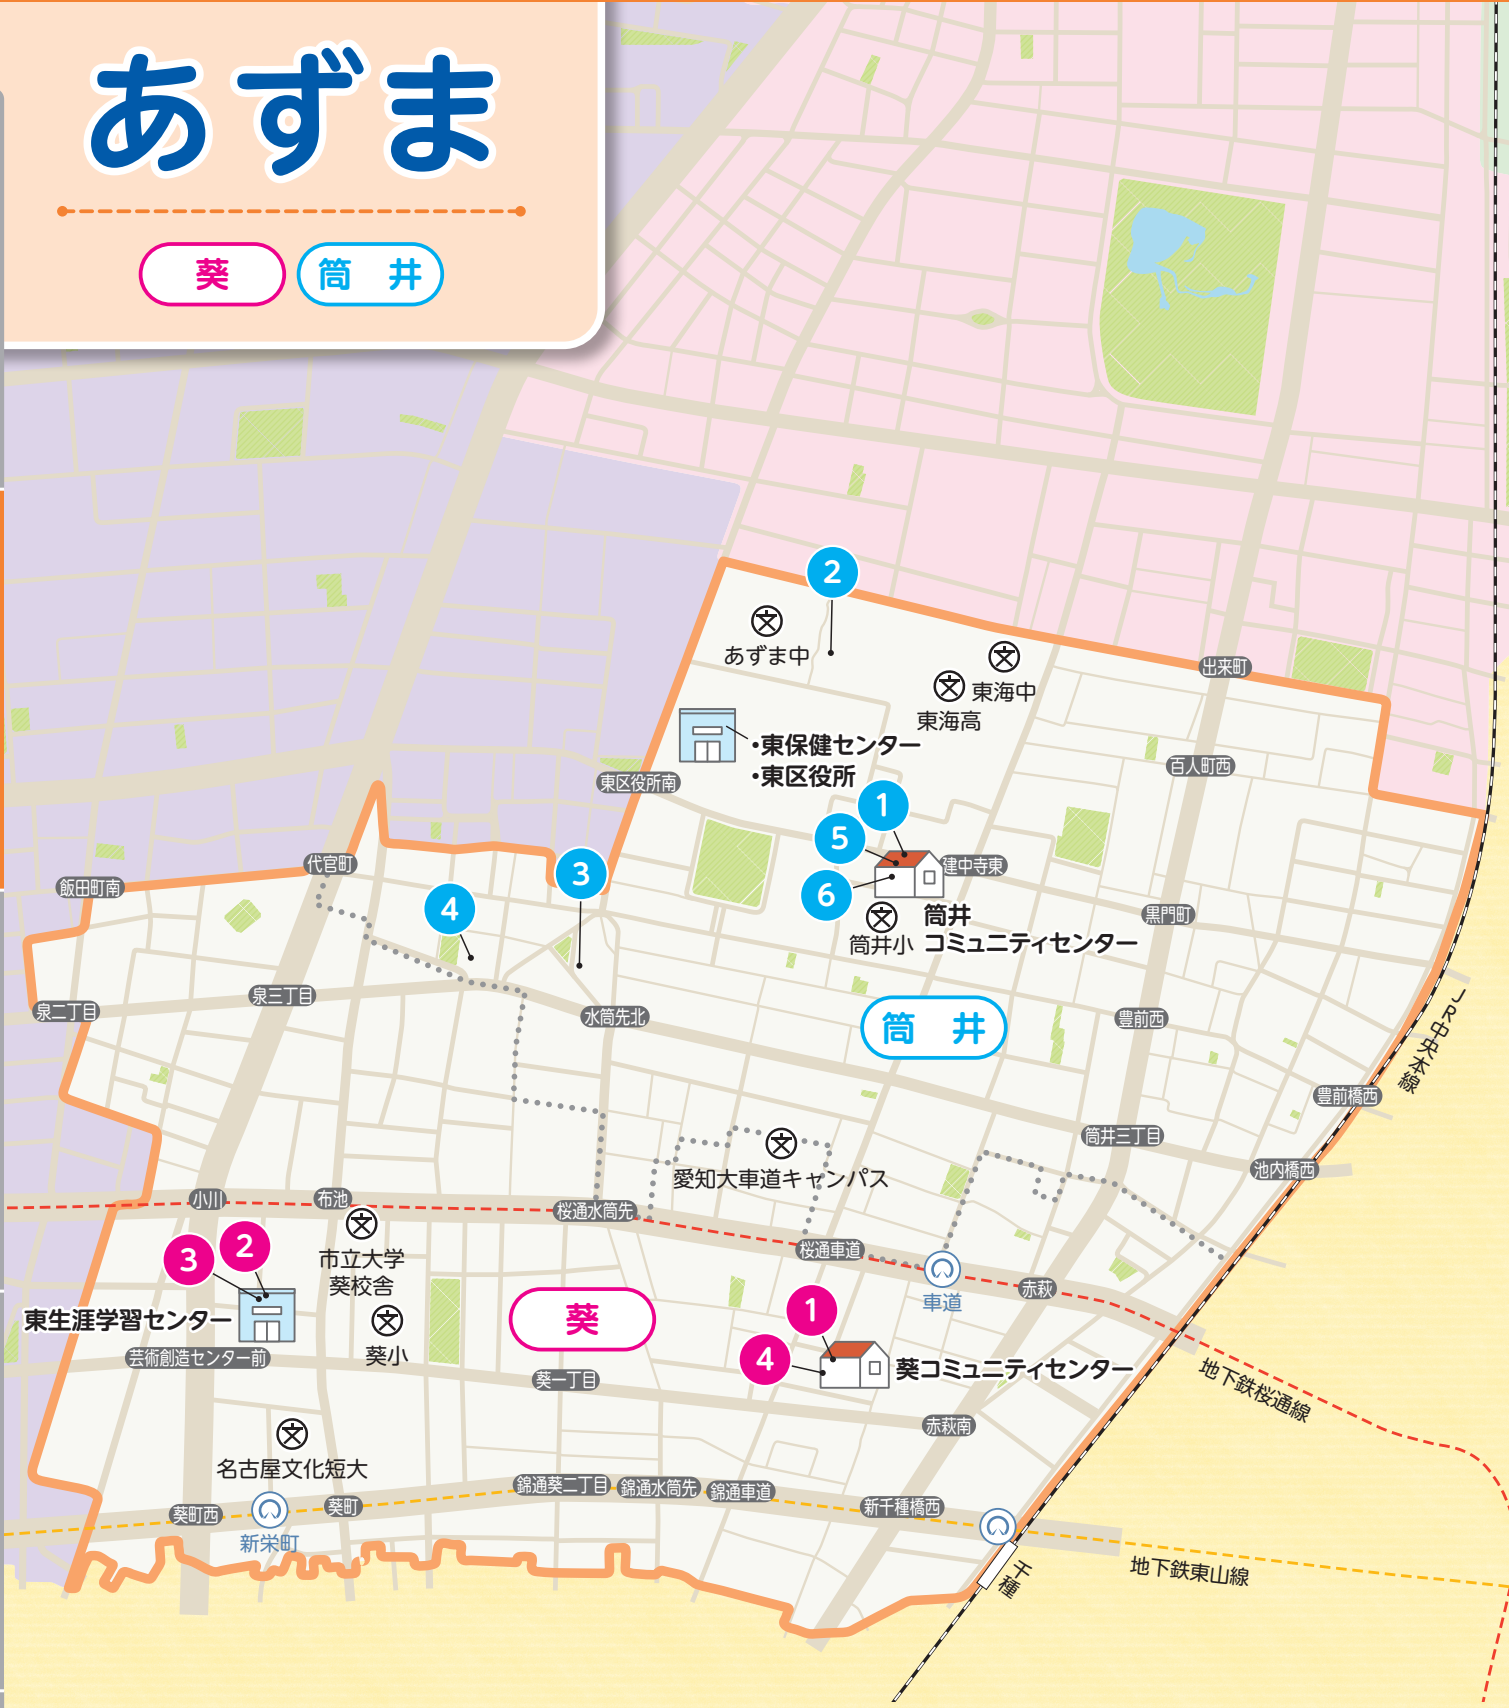 あずま
葵
筒 井
2
あずま中
東海中
東海高
出来町
・東保健センター
・東区役所
東区役所南
百人町西
1
5
6
建中寺東
筒井
コミュニティセンター
筒井小
黒門町
代官町
飯田町南
3
4
泉三丁目
泉二丁目
水筒先北
筒 井
豊前西
JR中央本線
豊前橋西
筒井三丁目
池内橋西
愛知大車道キャンパス
小川
布池
桜通水筒先
桜通車道
車道
赤萩
3
2
市立大学
葵校舎
東生涯学習センター
葵小
芸術創造センター前
葵
1
4
葵コミュニティセンター
葵一丁目
赤萩南
地下鉄桜通線
名古屋文化短大
錦通葵二丁目
錦通水筒先
錦通車道
新千種橋西
葵町西
葵町
新栄町
千種
地下鉄東山線